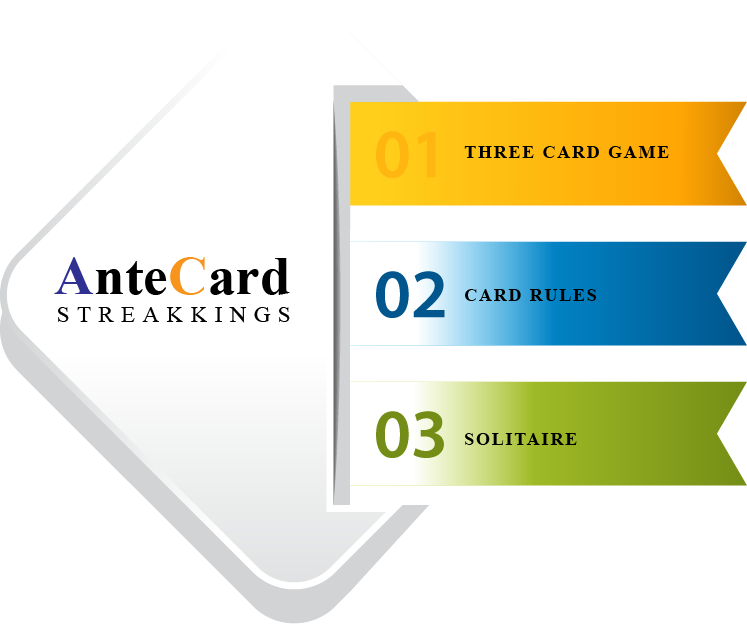 AnteCard
STREAKKINGS
01 THREE CARD GAME
02 CARD RULES
03 SOLITAIRE